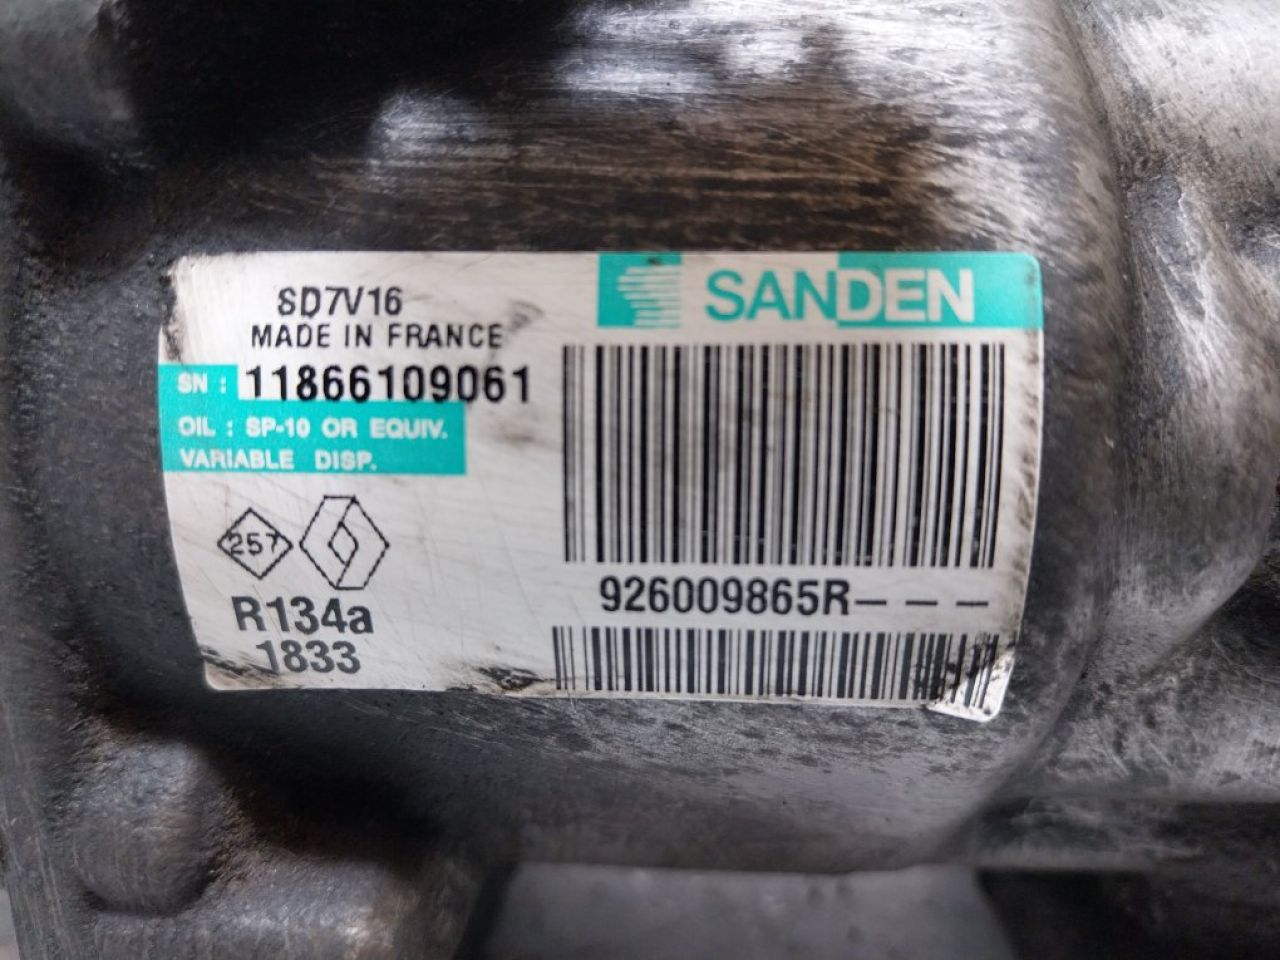 SD7V16
MADE IN FRANCE
SANDEN
SN : 11866109061
OIL : SP-10 OR EQUIV.
VARIABLE DISP.
257
R134a
1833
926009865R- - -